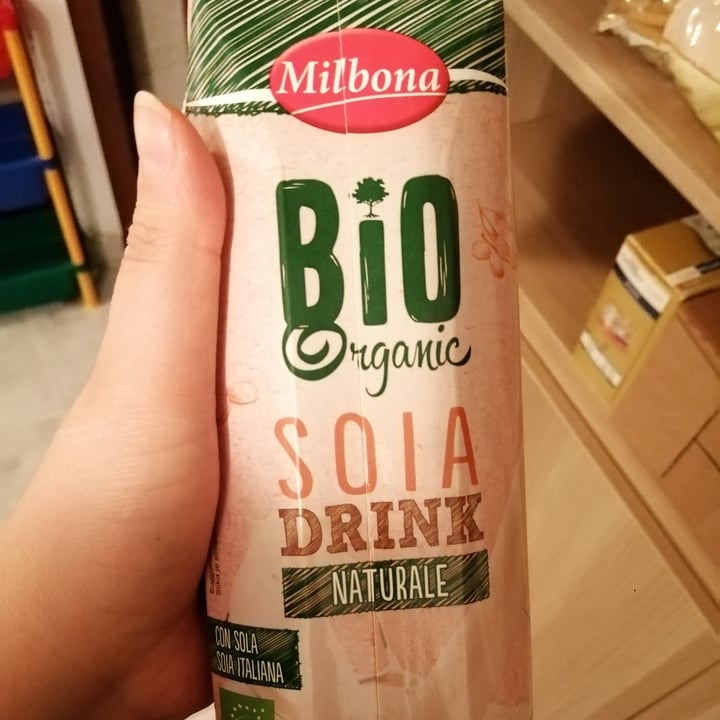 Milbona
BiO
Organic
SOIA
DRINK
NATURALE
CON SOLA
SOIA ITALIANA